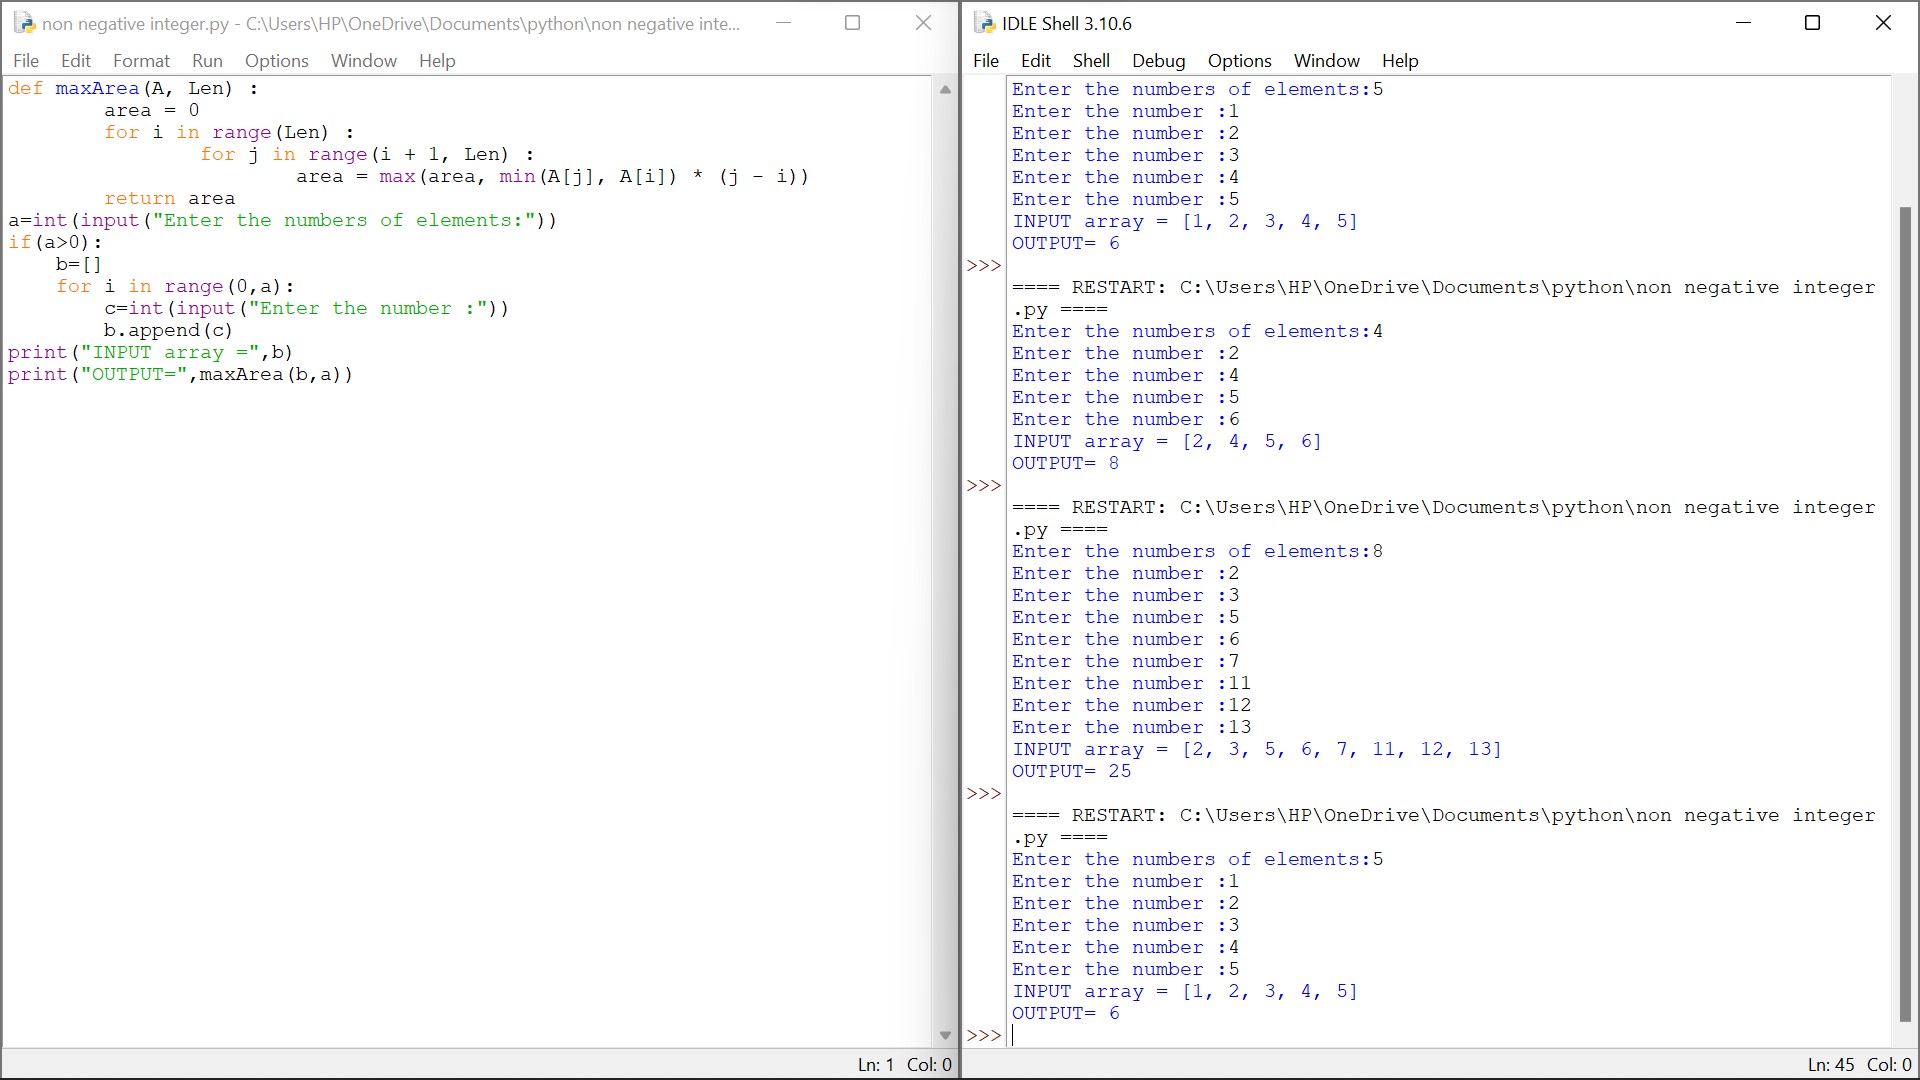 non negative integer.py - C:\Users\HP\OneDrive\Documents\python\non negative inte...
File Edit Format Run Options Window Help
def maxArea(A, Len) :
        area = 0
        for i in range(Len) :
                for j in range(i + 1, Len) :
                        area = max(area, min(A[j], A[i]) * (j - i))
        return area
a=int(input("Enter the numbers of elements:"))
if(a>0):
    b=[]
    for i in range(0,a):
        c=int(input("Enter the number :"))
        b.append(c)
print("INPUT array =",b)
print("OUTPUT=",maxArea(b,a))
Ln: 1 Col: 0
IDLE Shell 3.10.6
File Edit Shell Debug Options Window Help
Enter the numbers of elements:5
Enter the number :1
Enter the number :2
Enter the number :3
Enter the number :4
Enter the number :5
INPUT array = [1, 2, 3, 4, 5]
OUTPUT= 6
>>>
==== RESTART: C:\Users\HP\OneDrive\Documents\python\non negative integer
.py ====
Enter the numbers of elements:4
Enter the number :2
Enter the number :4
Enter the number :5
Enter the number :6
INPUT array = [2, 4, 5, 6]
OUTPUT= 8
>>>
==== RESTART: C:\Users\HP\OneDrive\Documents\python\non negative integer
.py ====
Enter the numbers of elements:8
Enter the number :2
Enter the number :3
Enter the number :5
Enter the number :6
Enter the number :7
Enter the number :11
Enter the number :12
Enter the number :13
INPUT array = [2, 3, 5, 6, 7, 11, 12, 13]
OUTPUT= 25
>>>
==== RESTART: C:\Users\HP\OneDrive\Documents\python\non negative integer
.py ====
Enter the numbers of elements:5
Enter the number :1
Enter the number :2
Enter the number :3
Enter the number :4
Enter the number :5
INPUT array = [1, 2, 3, 4, 5]
OUTPUT= 6
>>>
Ln: 45 Col: 0